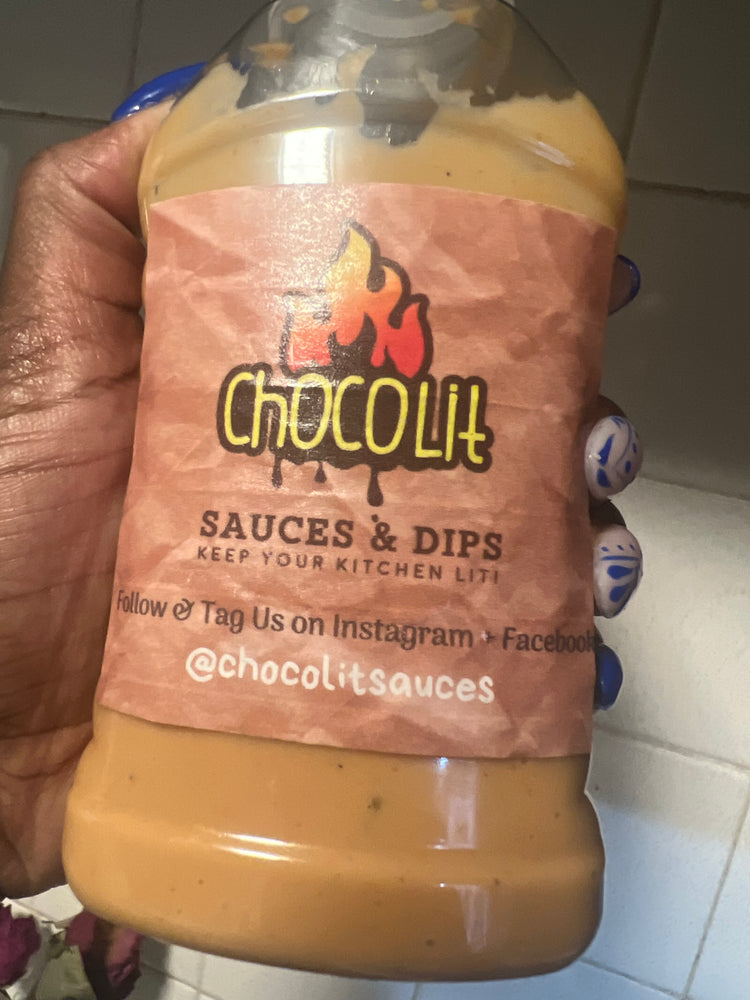 Chocolit
SAUCES & DIPS
KEEP YOUR KITCHEN LIT!
Follow & Tag Us on Instagram + Facebook
@chocolitsauces